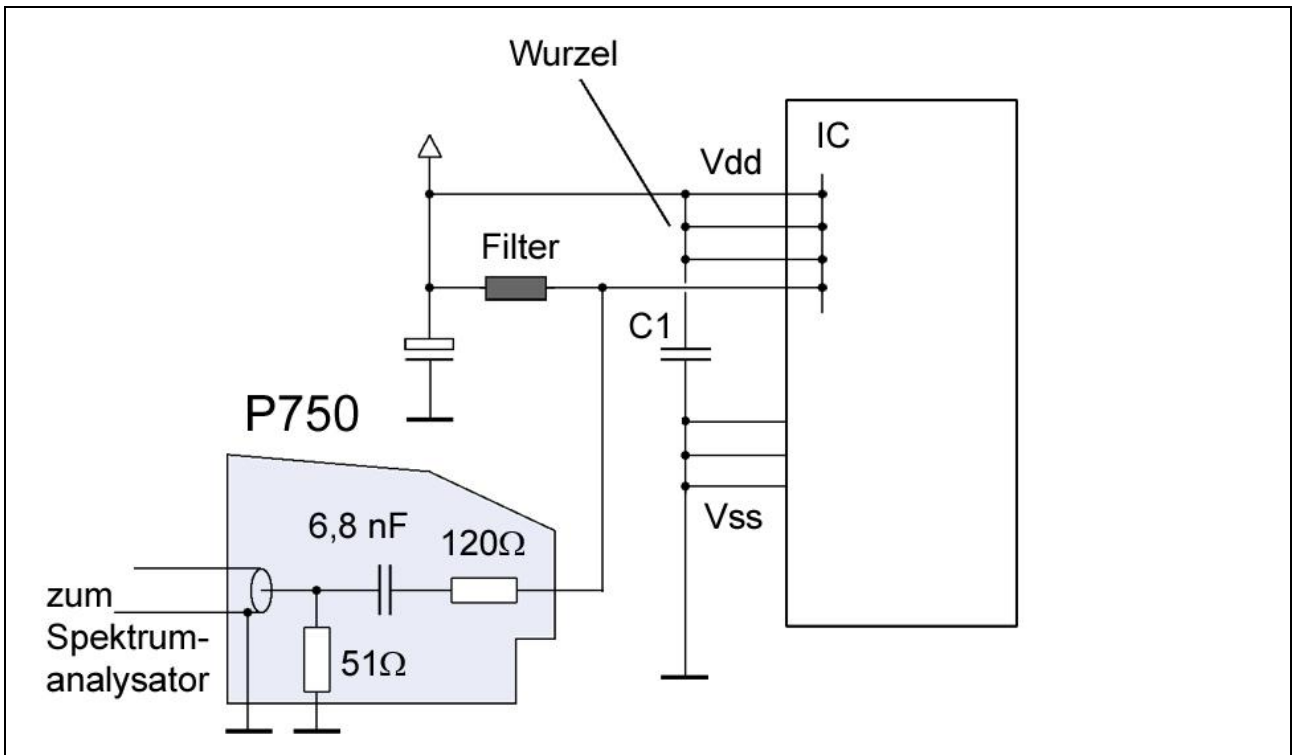 Wurzel
IC
Vdd
Filter
C1
P750
6,8 nF
120Ω
Vss
zum
Spektrum-
analysator
51Ω